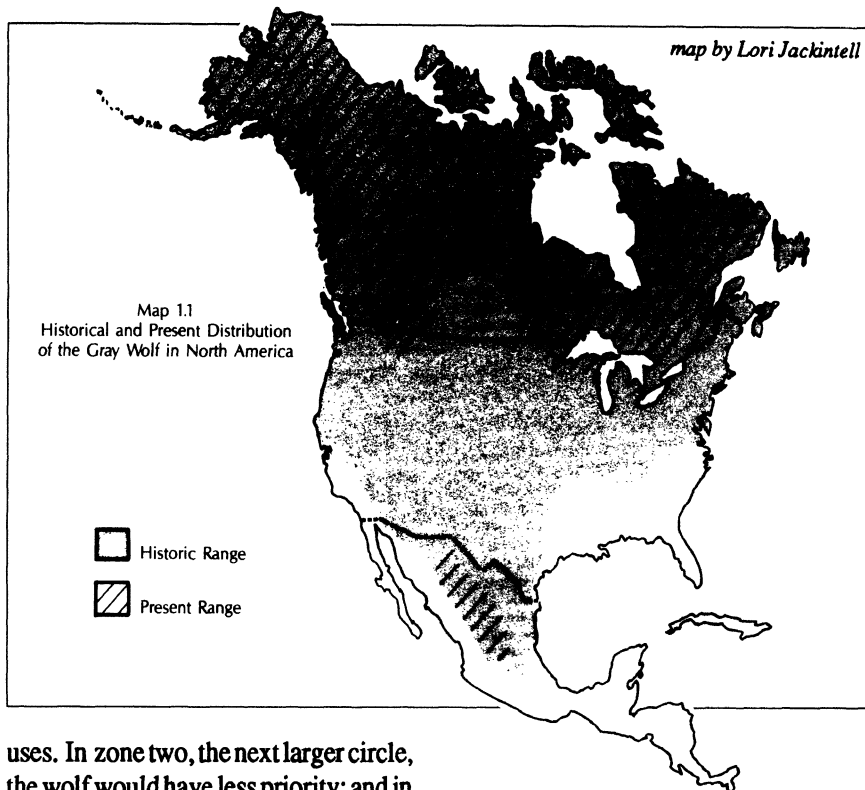 map by Lori Jackintell
Map 1.1
Historical and Present Distribution
of the Gray Wolf in North America
Historic Range
Present Range
uses. In zone two, the next larger circle,
the wolf would have less priority; and in